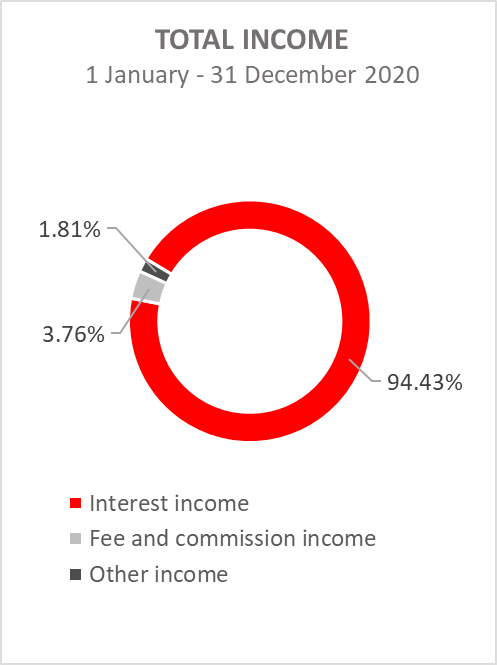 TOTAL INCOME
1 January - 31 December 2020
1.81%
3.76%
94.43%
Interest income
Fee and commission income
Other income